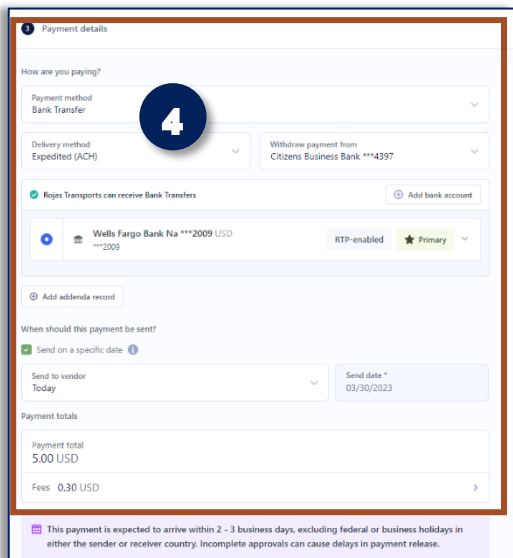 3 Payment details
How are you paying?
Payment method
Bank Transfer
4
Delivery method
Expedited (ACH)
Withdraw payment from
Citizens Business Bank ***4397
Rojas Transports can receive Bank Transfers
Add bank account
Wells Fargo Bank Na ***2009 USD
***2009
RTP-enabled
Primary
Add addenda record
When should this payment be sent?
Send on a specific date
Send to vendor
Today
Send date *
03/30/2023
Payment totals
Payment total
5.00 USD
Fees 0.30 USD
This payment is expected to arrive within 2 - 3 business days, excluding federal or business holidays in
either the sender or receiver country. Incomplete approvals can cause delays in payment release.